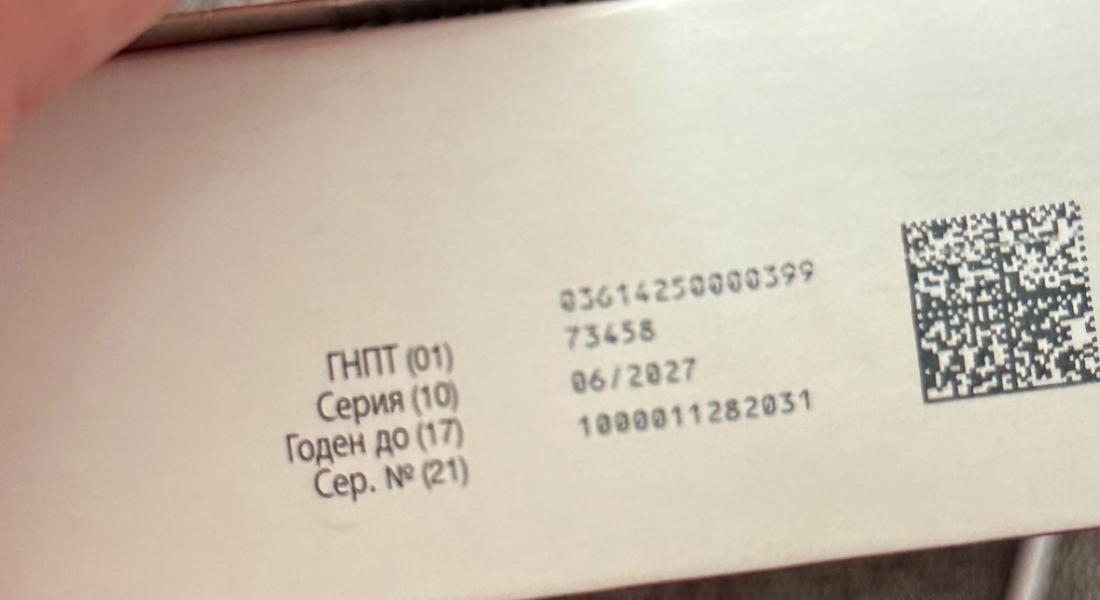 ГНПТ (01) 03614250000399
Серия (10) 73458
Годен до (17) 06/2027
Сер. № (21) 1000011282031